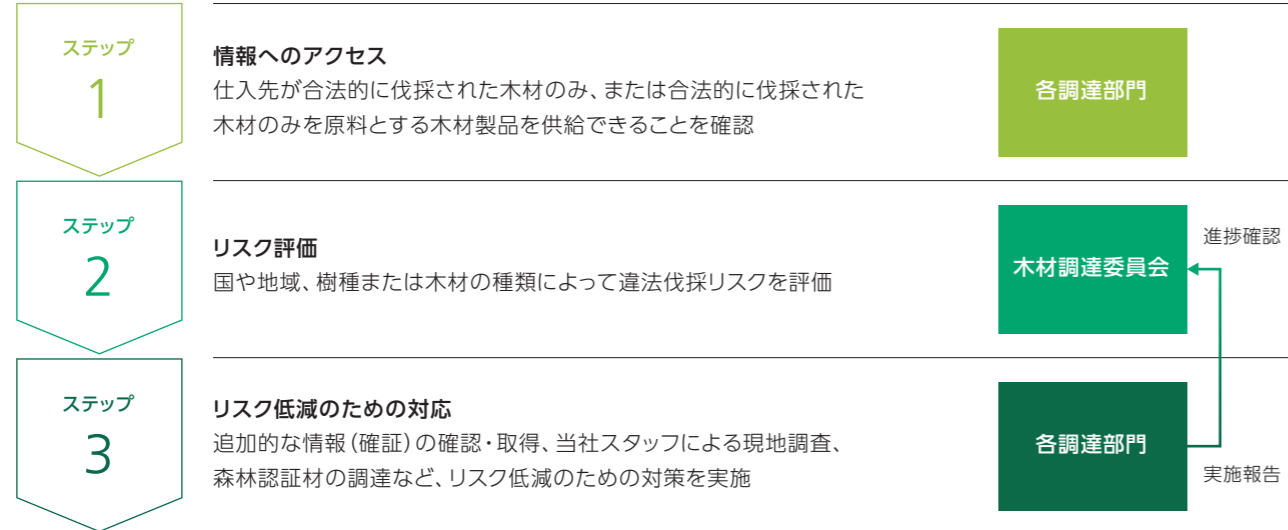 ステップ
1
情報へのアクセス
仕入先が合法的に伐採された木材のみ、または合法的に伐採された
木材のみを原料とする木材製品を供給できることを確認
各調達部門
ステップ
2
リスク評価
国や地域、樹種または木材の種類によって違法伐採リスクを評価
木材調達委員会
進捗確認
ステップ
3
リスク低減のための対応
追加的な情報（確証）の確認・取得、当社スタッフによる現地調査、
森林認証材の調達など、リスク低減のための対策を実施
各調達部門
実施報告